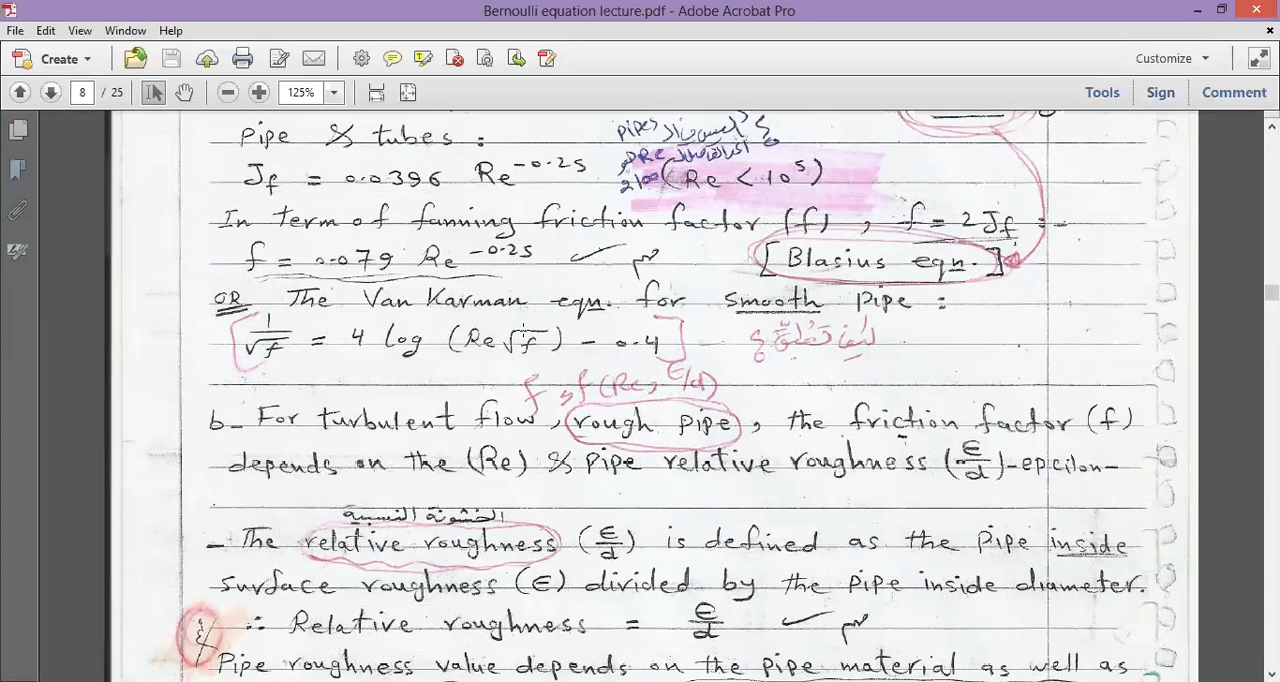 Bernoulli equation lecture.pdf - Adobe Acrobat Pro
File Edit View Window Help
Create Customize
8 / 25 125% Tools Sign Comment
Pipe & tubes :
pipes
Jf = 0.0396 Re^-0.25 (Re < 10^5)
2100
In term of fanning friction factor (f) , f = 2 Jf :-
f = 0.079 Re^-0.25 [Blasius eqn.]
OR The Van Karman eqn. for smooth pipe :
[1/√f = 4 log (Re √f) - 0.4]
f, f(Re, ε/d)
b- For turbulent flow, rough pipe, the friction factor (f)
depends on the (Re) & pipe relative roughness (ε/d)-epcilon-
الخشونة النسبية
- The relative roughness (ε/d) is defined as the pipe inside
surface roughness (ε) divided by the pipe inside diameter.
∴ Relative roughness = ε/d
Pipe roughness value depends on the pipe material as well as